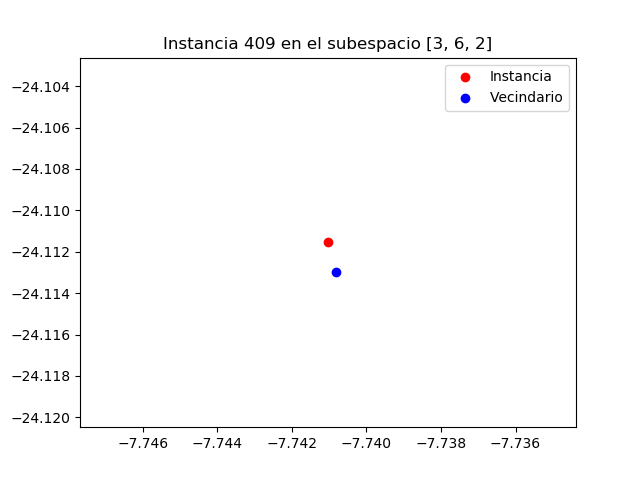 Instancia 409 en el subespacio [3, 6, 2]
Instancia
Vecindario
−24.104
−24.106
−24.108
−24.110
−24.112
−24.114
−24.116
−24.118
−24.120
−7.746 −7.744 −7.742 −7.740 −7.738 −7.736